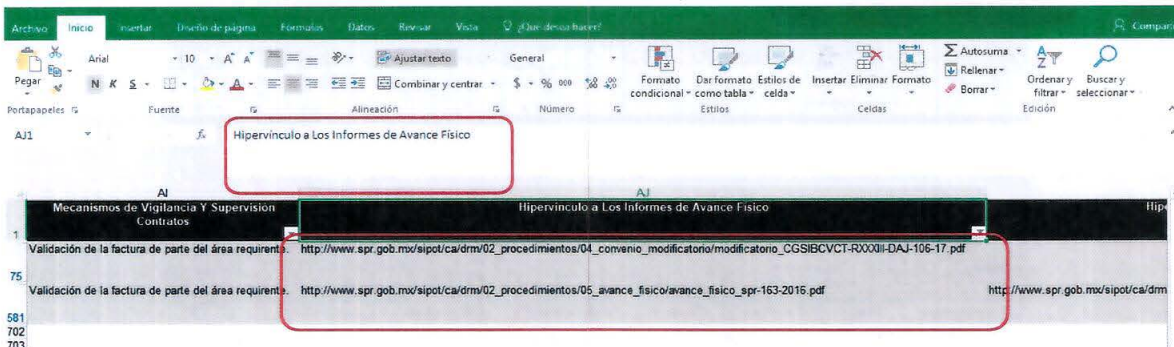 Archivo Inicio Insertar Diseño de página Fórmulas Datos Revisar Vista ¿Qué desea hacer? Compart
Arial 10 A A Ajustar texto General Autosuma
Pegar N K S A Combinar y centrar $ % 000 Formato condicional Dar formato como tabla Estilos de celda Insertar Eliminar Formato Rellenar Borrar Ordenar y filtrar Buscar y seleccionar
Portapapeles Fuente Alineación Número Estilos Celdas Edición
AJ1 fx Hipervínculo a Los Informes de Avance Físico
AI AJ
Mecanismos de Vigilancia Y Supervisión Contratos Hipervínculo a Los Informes de Avance Físico Hipe
1
Validación de la factura de parte del área requirente. http://www.spr.gob.mx/sipot/ca/drm/02_procedimientos/04_convenio_modificatorio/modificatorio_CGSIBCVCT-RXXXIII-DAJ-106-17.pdf
75
Validación de la factura de parte del área requirente. http://www.spr.gob.mx/sipot/ca/drm/02_procedimientos/05_avance_fisico/avance_fisico_spr-163-2016.pdf http://www.spr.gob.mx/sipot/ca/drm
581
702
703